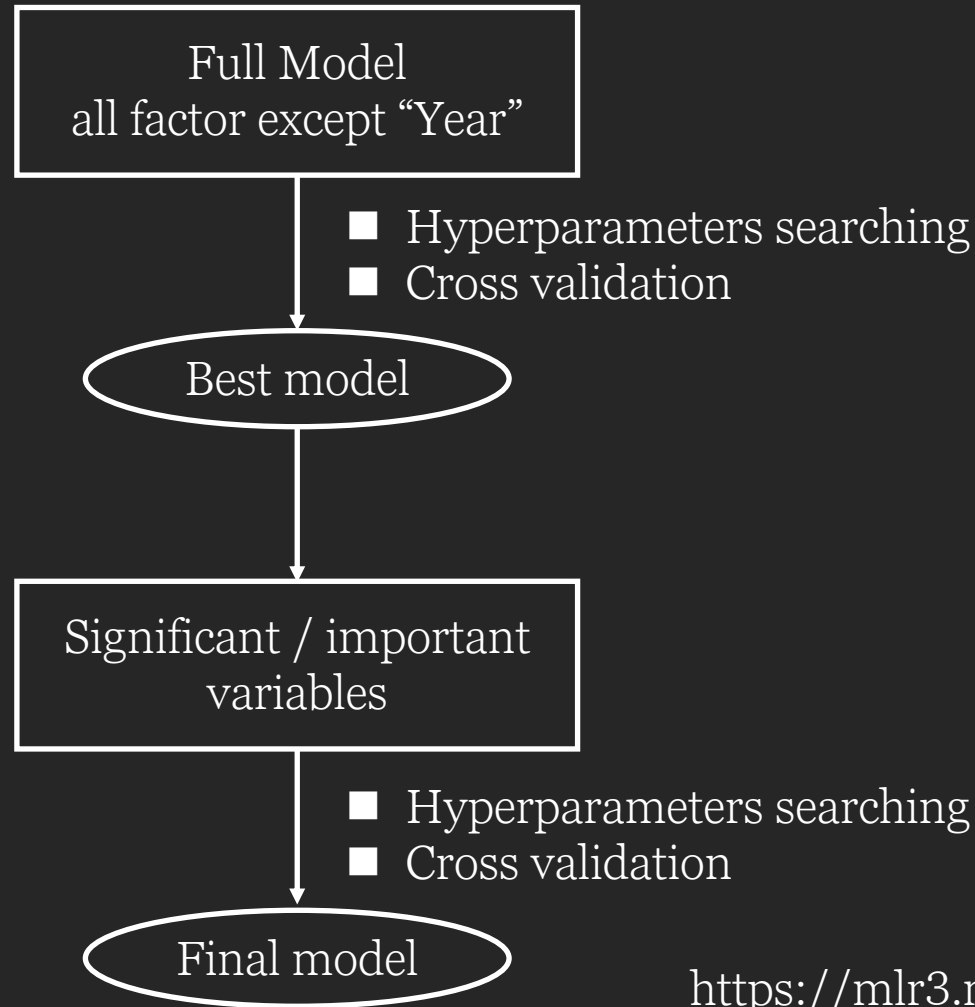 Full Model
all factor except “Year”
■ Hyperparameters searching
■ Cross validation
Best model
Significant / important
variables
■ Hyperparameters searching
■ Cross validation
Final model
https://mlr3.